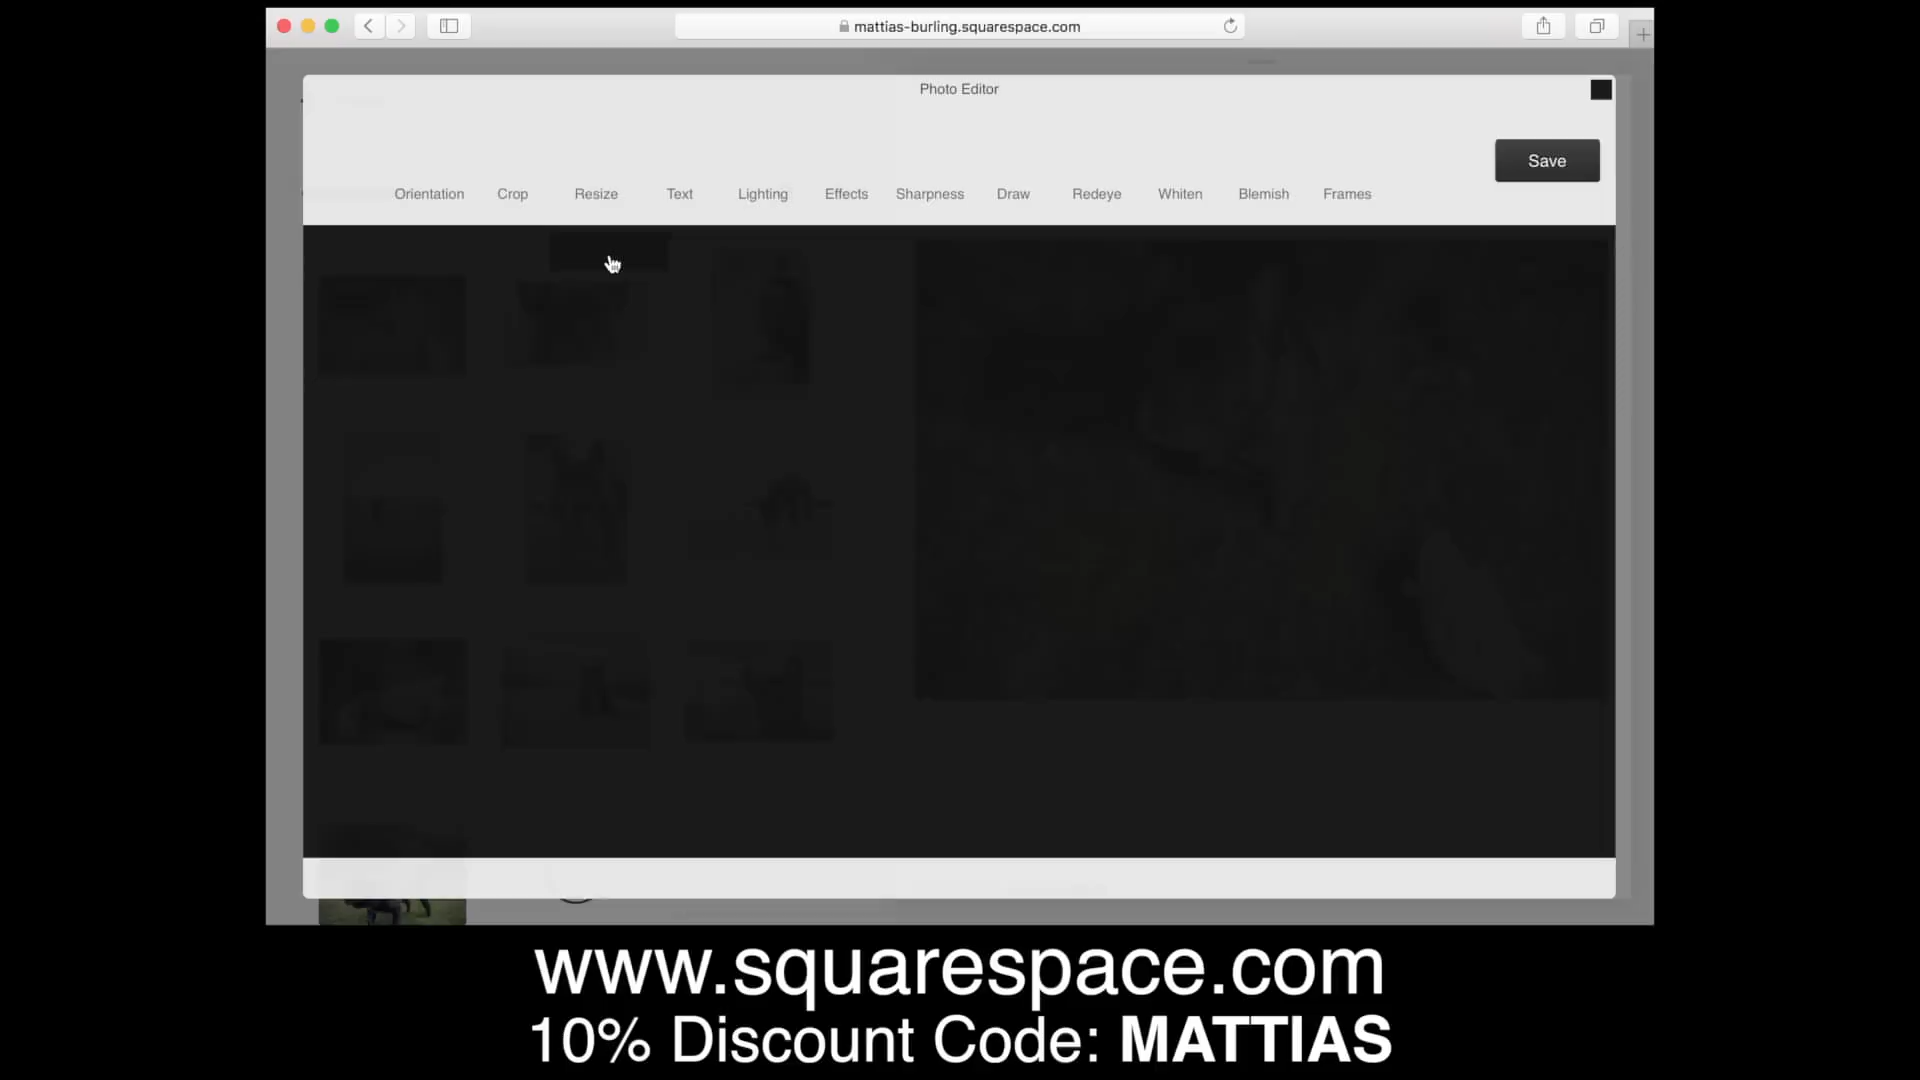 mattias-burling.squarespace.com
Photo Editor
Save
Orientation Crop Resize Text Lighting Effects Sharpness Draw Redeye Whiten Blemish Frames
www.squarespace.com
10% Discount Code: MATTIAS